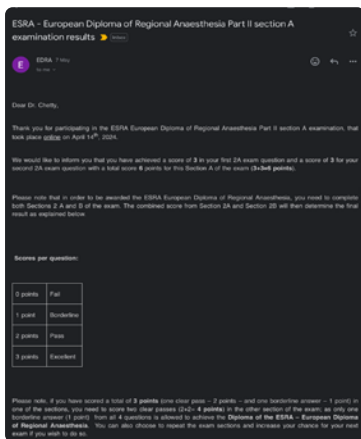 ESRA - European Diploma of Regional Anaesthesia Part II section A
examination results
E
EDRA 7 May
to me
Dear Dr. Chetty,
Thank you for participating in the ESRA European Diploma of Regional Anaesthesia Part II section A examination, that
took place online on April 14th, 2024.
We would like to inform you that you have achieved a score of 3 in your first 2A exam question and a score of 3 for your
second 2A exam question with a total score 6 points for this Section A of the exam (3+3=6 points).
Please note that in order to be awarded the ESRA European Diploma of Regional Anaesthesia, you need to complete
both Sections 2 A and B of the exam. The combined score from Section 2A and Section 2B will then determine the final
result as explained below.
Scores per question:
0 points Fail
1 point Borderline
2 points Pass
3 points Excellent
Please note, if you have scored a total of 3 points (one clear pass - 2 points - and one borderline answer - 1 point) in
one of the sections, you need to score two clear passes (2+2= 4 points) in the other section of the exam; as only one
borderline answer (1 point) from all 4 questions is allowed to achieve the Diploma of the ESRA - European Diploma
of Regional Anaesthesia. You can also choose to repeat the exam sections and increase your chance for your next
exam if you wish to do so.